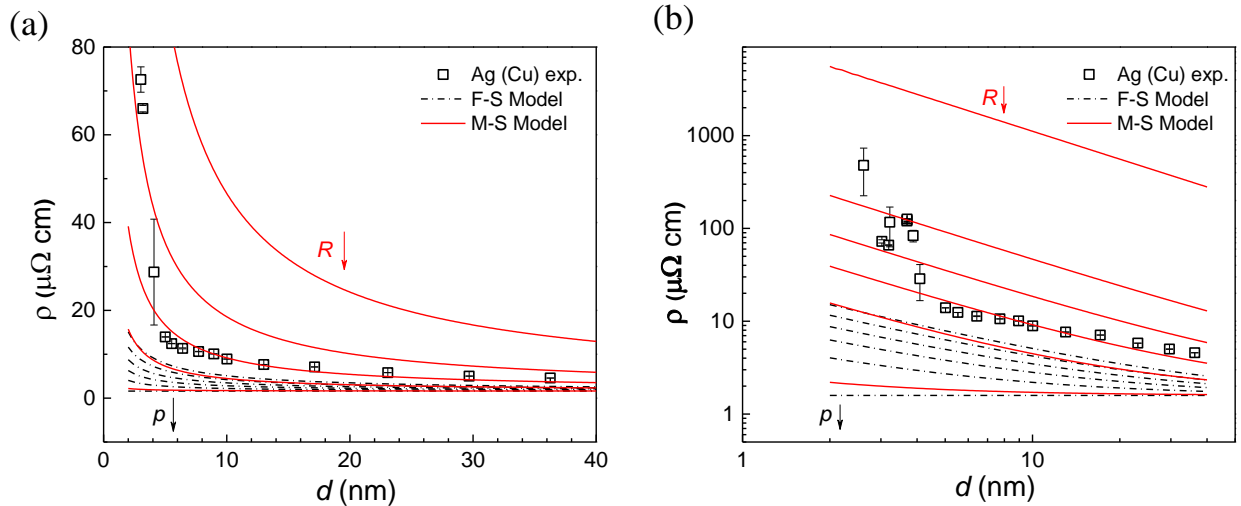 (a)
80
60
40
20
0
0
10
20
30
40
ρ (μΩ cm)
d (nm)
Ag (Cu) exp.
F-S Model
M-S Model
R
p
(b)
1000
100
10
1
1
10
ρ (μΩ cm)
d (nm)
Ag (Cu) exp.
F-S Model
M-S Model
R
p